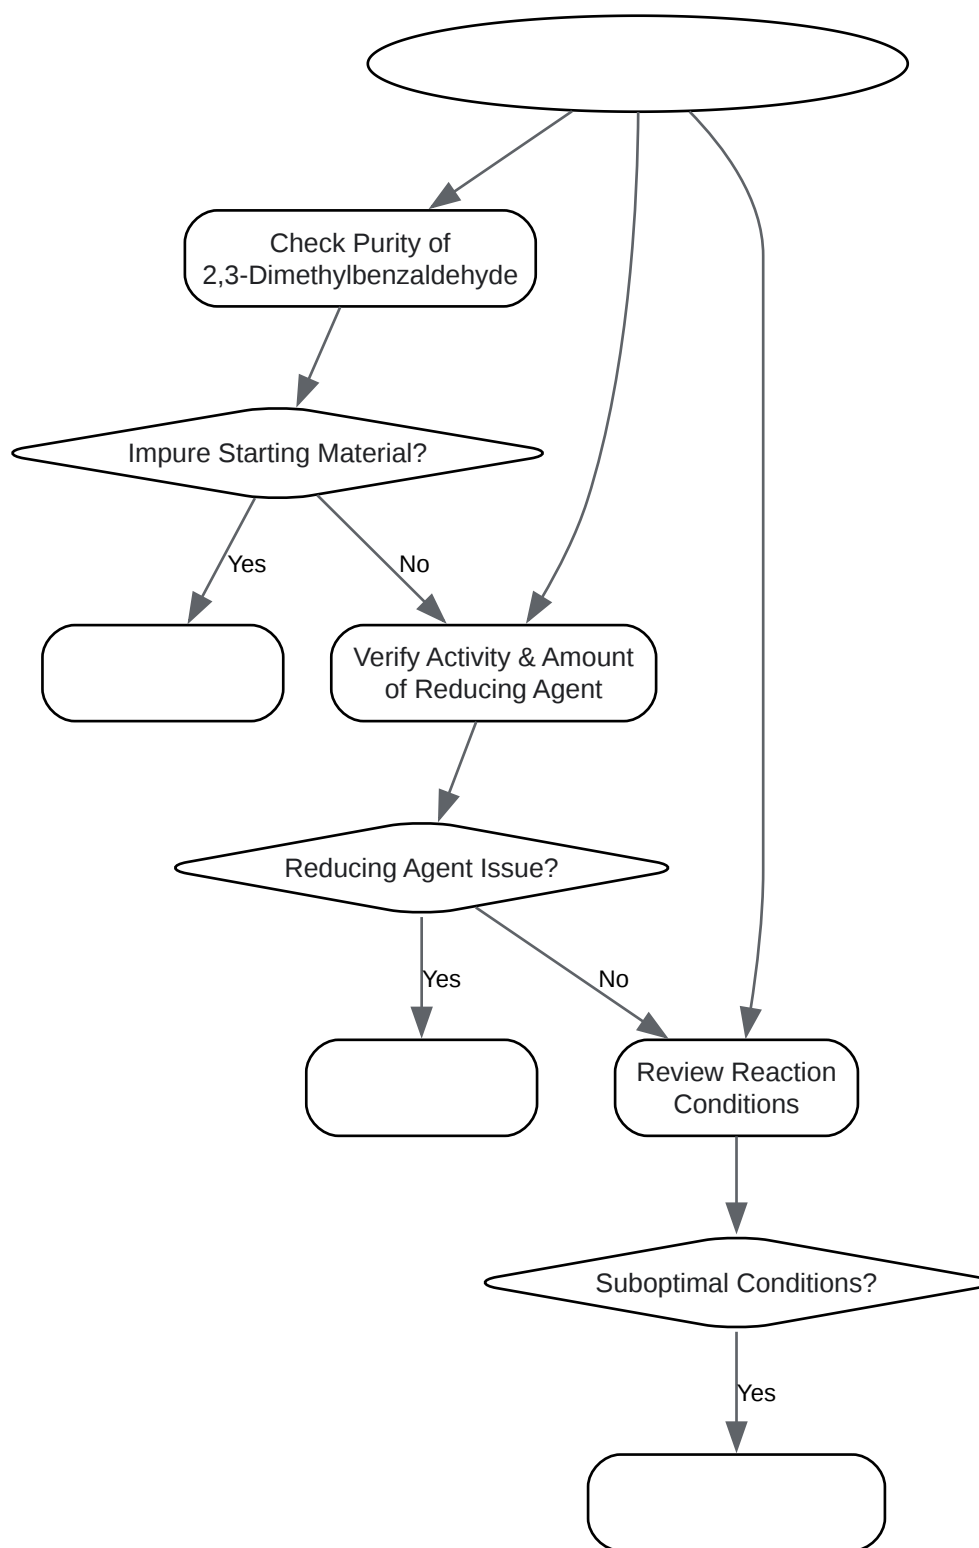 Check Purity of
2,3-Dimethylbenzaldehyde
Impure Starting Material?
Yes
No
Verify Activity & Amount
of Reducing Agent
Reducing Agent Issue?
Yes
No
Review Reaction
Conditions
Suboptimal Conditions?
Yes